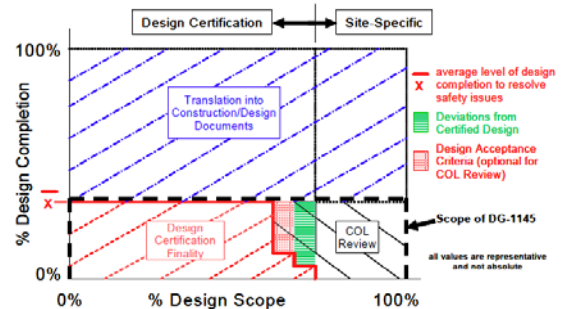 Design Certification
Site-Specific
100%
Translation into
Construction/Design
Documents
% Design Completion
x
Design
Certification
Finality
COL
Review
0%
0%
% Design Scope
100%
average level of design
completion to resolve
safety issues
x
Deviations from
Certified Design
Design Acceptance
Criteria (optional for
COL Review)
Scope of DG-1145
all values are representative
and not absolute